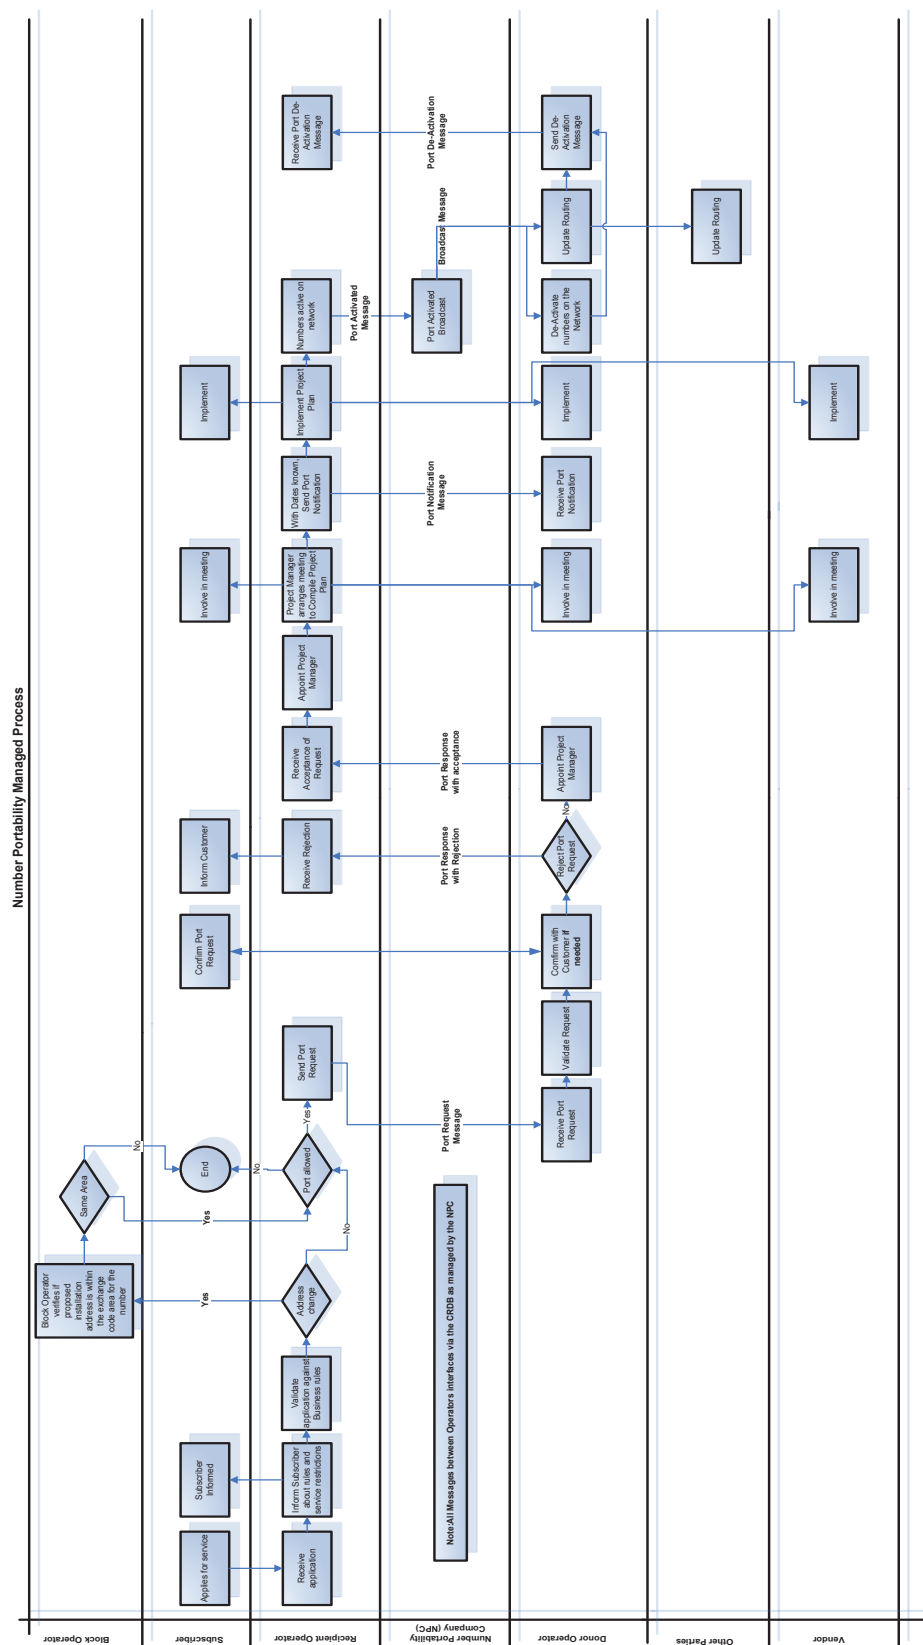 Number Portability Managed Process
Block Operator
Block Operator
verifies if
proposed
installation
address is within
the exchange
code area for the
number
Same Area
No
Yes
Yes
Subscriber
Applies for service
Subscriber
Informed
End
Confirm Port
Request
Inform Customer
Involve in meeting
Implement
Recipient Operator
Receive
application
Inform Subscriber
about rules and
service restrictions
Validate
application against
Business rules
Address
change
No
Port allowed
No
Yes
Send Port
Request
Receive Rejection
Receive
Acceptance of
Request
Appoint Project
Manager
Project Manager
arranges meeting
to Compile Project
Plan
With Dates known,
Send Port
Notification
Implement Project
Plan
Numbers active on
network
Receive Port De-
Activation
Message
Port Activated
Message
Number Portability
Company (NPC)
Note:All Messages between Operators interfaces via the CRDB as managed by the NPC
Port Request
Message
Port Response
with Rejection
Port Response
with acceptance
Port Notification
Message
Port Activated
Broadcast
Broadcast Message
Port De-Activation
Message
Donor Operator
Receive Port
Request
Validate Request
Comfirm with
Customer if
needed
Reject Port
Request
No
Appoint Project
Manager
Involve in meeting
Receive Port
Notification
Implement
De-Activate
numbers on the
Network
Update Routing
Send De-
Activation
Message
Other Parties
Update Routing
Vendor
Involve in meeting
Implement